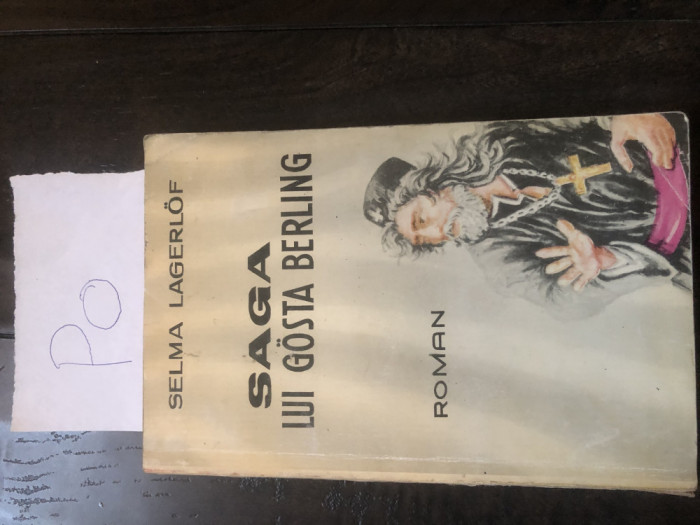 PO
SELMA LAGERLÖF
SAGA
LUI GÖSTA BERLING
ROMAN